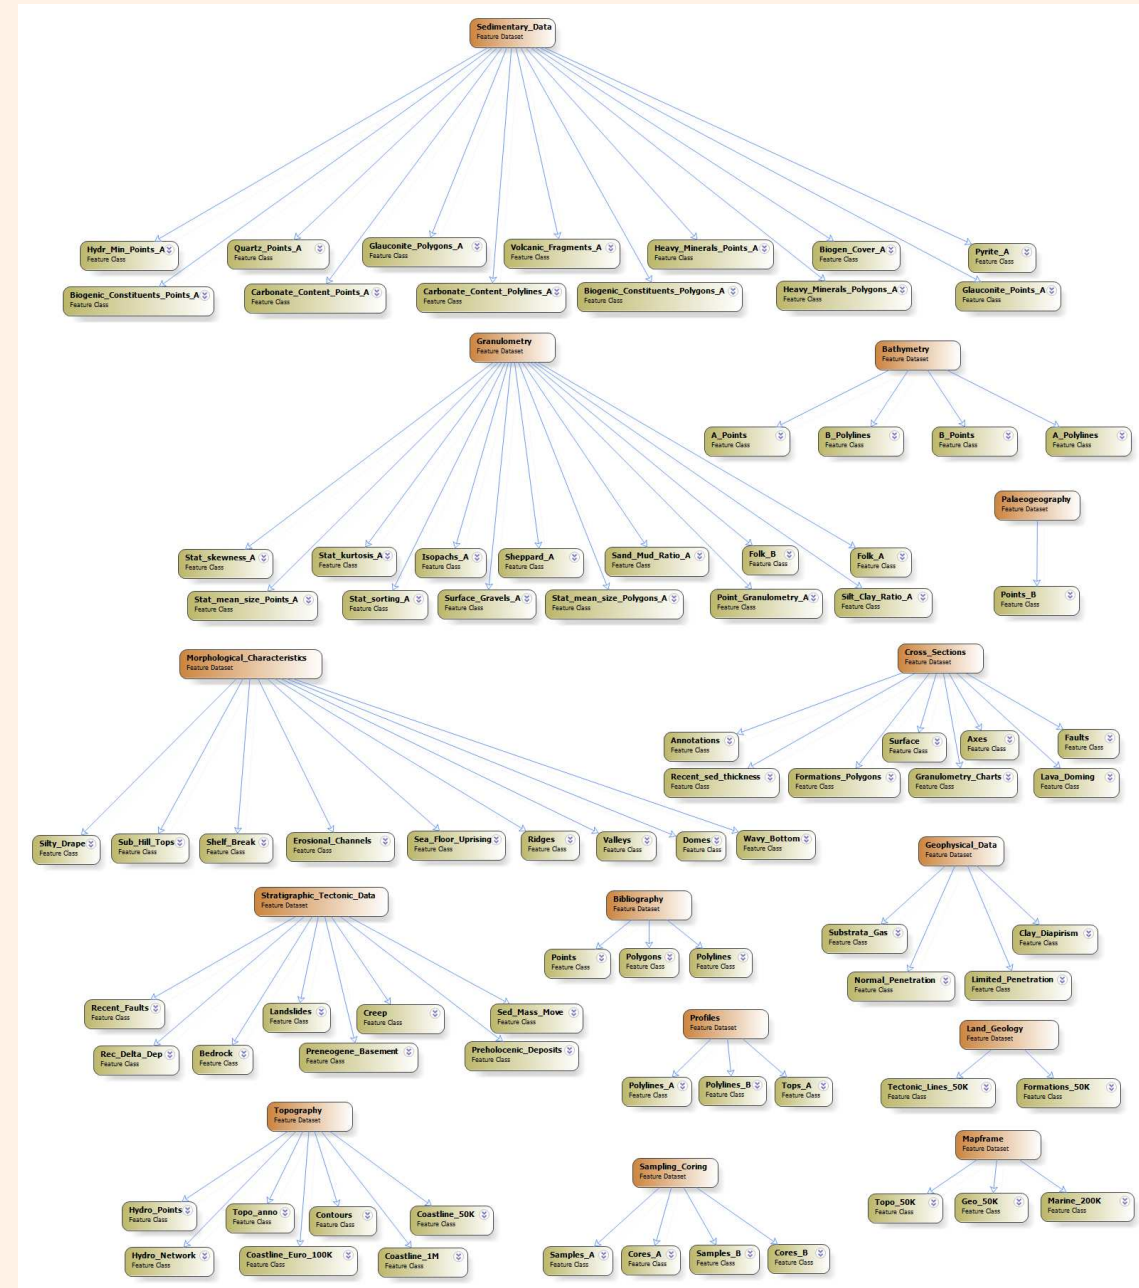 Sedimentary_Data
Feature Dataset
Hydr_Min_Points_A
Feature Class
Quartz_Points_A
Feature Class
Glauconite_Polygons_A
Feature Class
Volcanic_Fragments_A
Feature Class
Heavy_Minerals_Points_A
Feature Class
Biogen_Cover_A
Feature Class
Pyrite_A
Feature Class
Biogenic_Constituents_Points_A
Feature Class
Carbonate_Content_Points_A
Feature Class
Carbonate_Content_Polylines_A
Feature Class
Biogenic_Constituents_Polygons_A
Feature Class
Heavy_Minerals_Polygons_A
Feature Class
Glauconite_Points_A
Feature Class
Granulometry
Feature Dataset
Bathymetry
Feature Dataset
A_Points
Feature Class
B_Polylines
Feature Class
B_Points
Feature Class
A_Polylines
Feature Class
Palaeogeography
Feature Dataset
Points_B
Feature Class
Stat_skewness_A
Feature Class
Stat_kurtosis_A
Feature Class
Isopachs_A
Feature Class
Sheppard_A
Feature Class
Sand_Mud_Ratio_A
Feature Class
Folk_B
Feature Class
Folk_A
Feature Class
Stat_mean_size_Points_A
Feature Class
Stat_sorting_A
Feature Class
Surface_Gravels_A
Feature Class
Stat_mean_size_Polygons_A
Feature Class
Point_Granulometry_A
Feature Class
Silt_Clay_Ratio_A
Feature Class
Morphological_Characteristics
Feature Dataset
Silty_Drape
Feature Class
Sub_Hill_Tops
Feature Class
Shelf_Break
Feature Class
Erosional_Channels
Feature Class
Sea_Floor_Uprising
Feature Class
Ridges
Feature Class
Valleys
Feature Class
Domes
Feature Class
Wavy_Bottom
Feature Class
Cross_Sections
Feature Dataset
Annotations
Feature Class
Surface
Feature Class
Axes
Feature Class
Faults
Feature Class
Recent_sed_thickness
Feature Class
Formations_Polygons
Feature Class
Granulometry_Charts
Feature Class
Lava_Doming
Feature Class
Geophysical_Data
Feature Dataset
Substrata_Gas
Feature Class
Clay_Diapirism
Feature Class
Normal_Penetration
Feature Class
Limited_Penetration
Feature Class
Stratigraphic_Tectonic_Data
Feature Dataset
Recent_Faults
Feature Class
Landslides
Feature Class
Creep
Feature Class
Sed_Mass_Move
Feature Class
Rec_Delta_Dep
Feature Class
Bedrock
Feature Class
Preneogene_Basement
Feature Class
Preholocenic_Deposits
Feature Class
Bibliography
Feature Dataset
Points
Feature Class
Polygons
Feature Class
Polylines
Feature Class
Profiles
Feature Dataset
Polylines_A
Feature Class
Polylines_B
Feature Class
Tops_A
Feature Class
Land_Geology
Feature Dataset
Tectonic_Lines_50K
Feature Class
Formations_50K
Feature Class
Topography
Feature Dataset
Hydro_Points
Feature Class
Topo_anno
Feature Class
Contours
Feature Class
Coastline_50K
Feature Class
Hydro_Network
Feature Class
Coastline_Euro_100K
Feature Class
Coastline_1M
Feature Class
Sampling_Coring
Feature Dataset
Samples_A
Feature Class
Cores_A
Feature Class
Samples_B
Feature Class
Cores_B
Feature Class
Mapframe
Feature Dataset
Topo_50K
Feature Class
Geo_50K
Feature Class
Marine_200K
Feature Class